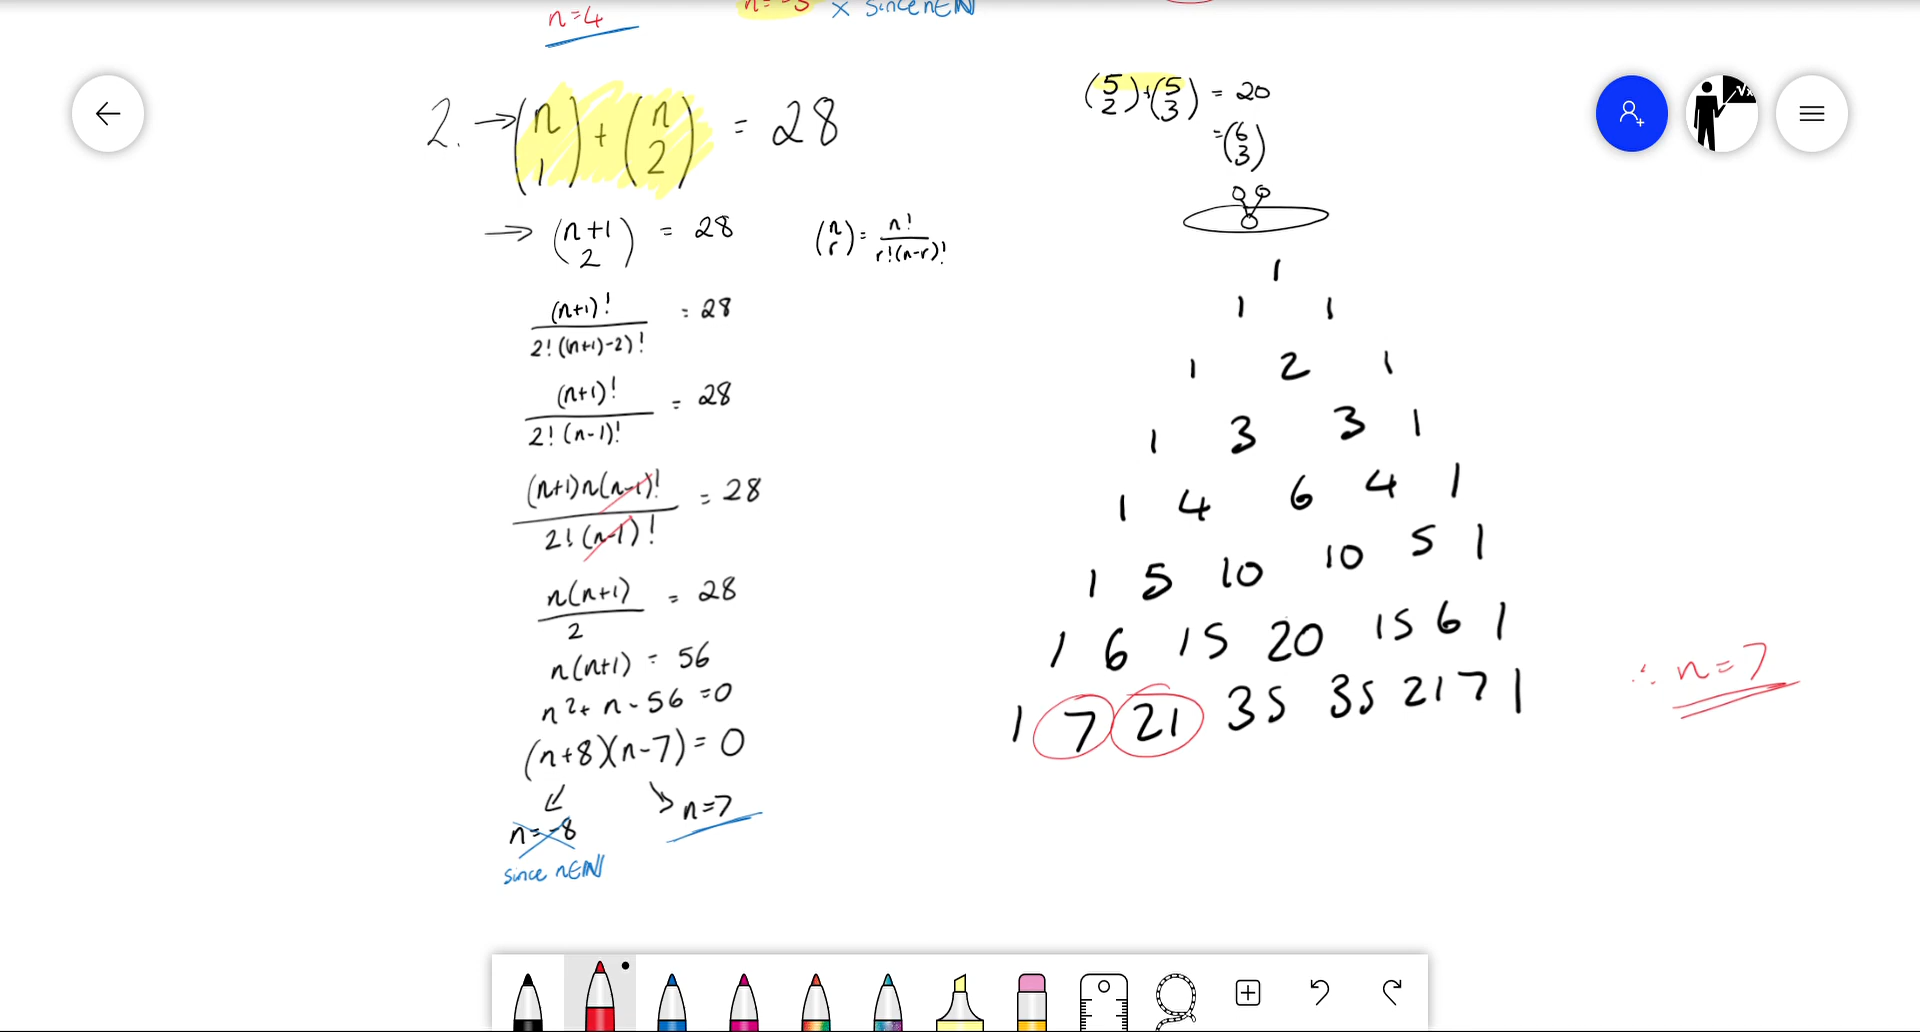 n=4
n=-3 × since n∈ℕ
2. → (n 1) + (n 2) = 28
→ (n+1 2) = 28
(n r) = n! / r!(n-r)!
(n+1)! / 2!((n+1)-2)! = 28
(n+1)! / 2!(n-1)! = 28
(n+1)n(n-1)! / 2!(n-1)! = 28
n(n+1) / 2 = 28
n(n+1) = 56
n²+n-56=0
(n+8)(n-7)=0
n=-8
since n∈ℕ
n=7
(5 2)+(5 3) = 20
=(6 3)
1
1 1
1 2 1
1 3 3 1
1 4 6 4 1
1 5 10 10 5 1
1 6 15 20 15 6 1
1 7 21 35 35 21 7 1
∴ n=7